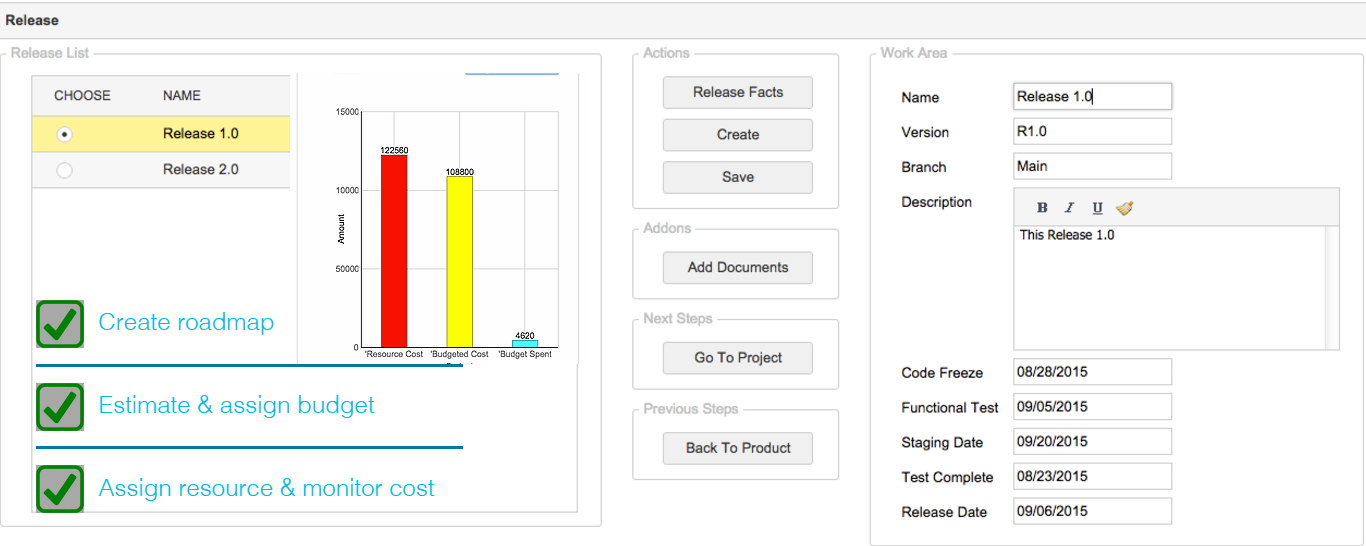 Release
Release List
CHOOSE NAME
Release 1.0
Release 2.0
15000
10000
50000
0
Amount
122560
108800
4620
'Resource Cost 'Budgeted Cost 'Budget Spent
Create roadmap
Estimate & assign budget
Assign resource & monitor cost
Actions
Release Facts
Create
Save
Addons
Add Documents
Next Steps
Go To Project
Previous Steps
Back To Product
Work Area
Name Release 1.0
Version R1.0
Branch Main
Description B I U
This Release 1.0
Code Freeze 08/28/2015
Functional Test 09/05/2015
Staging Date 09/20/2015
Test Complete 08/23/2015
Release Date 09/06/2015